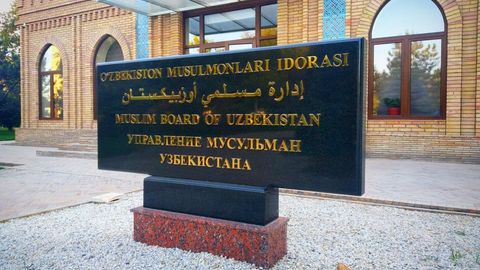 O'ZBEKISTON MUSULMONLARI IDORASI
إدارة مسلمي أوزبيكستان
MUSLIM BOARD OF UZBEKISTAN
УПРАВЛЕНИЕ МУСУЛЬМАН
УЗБЕКИСТАНА